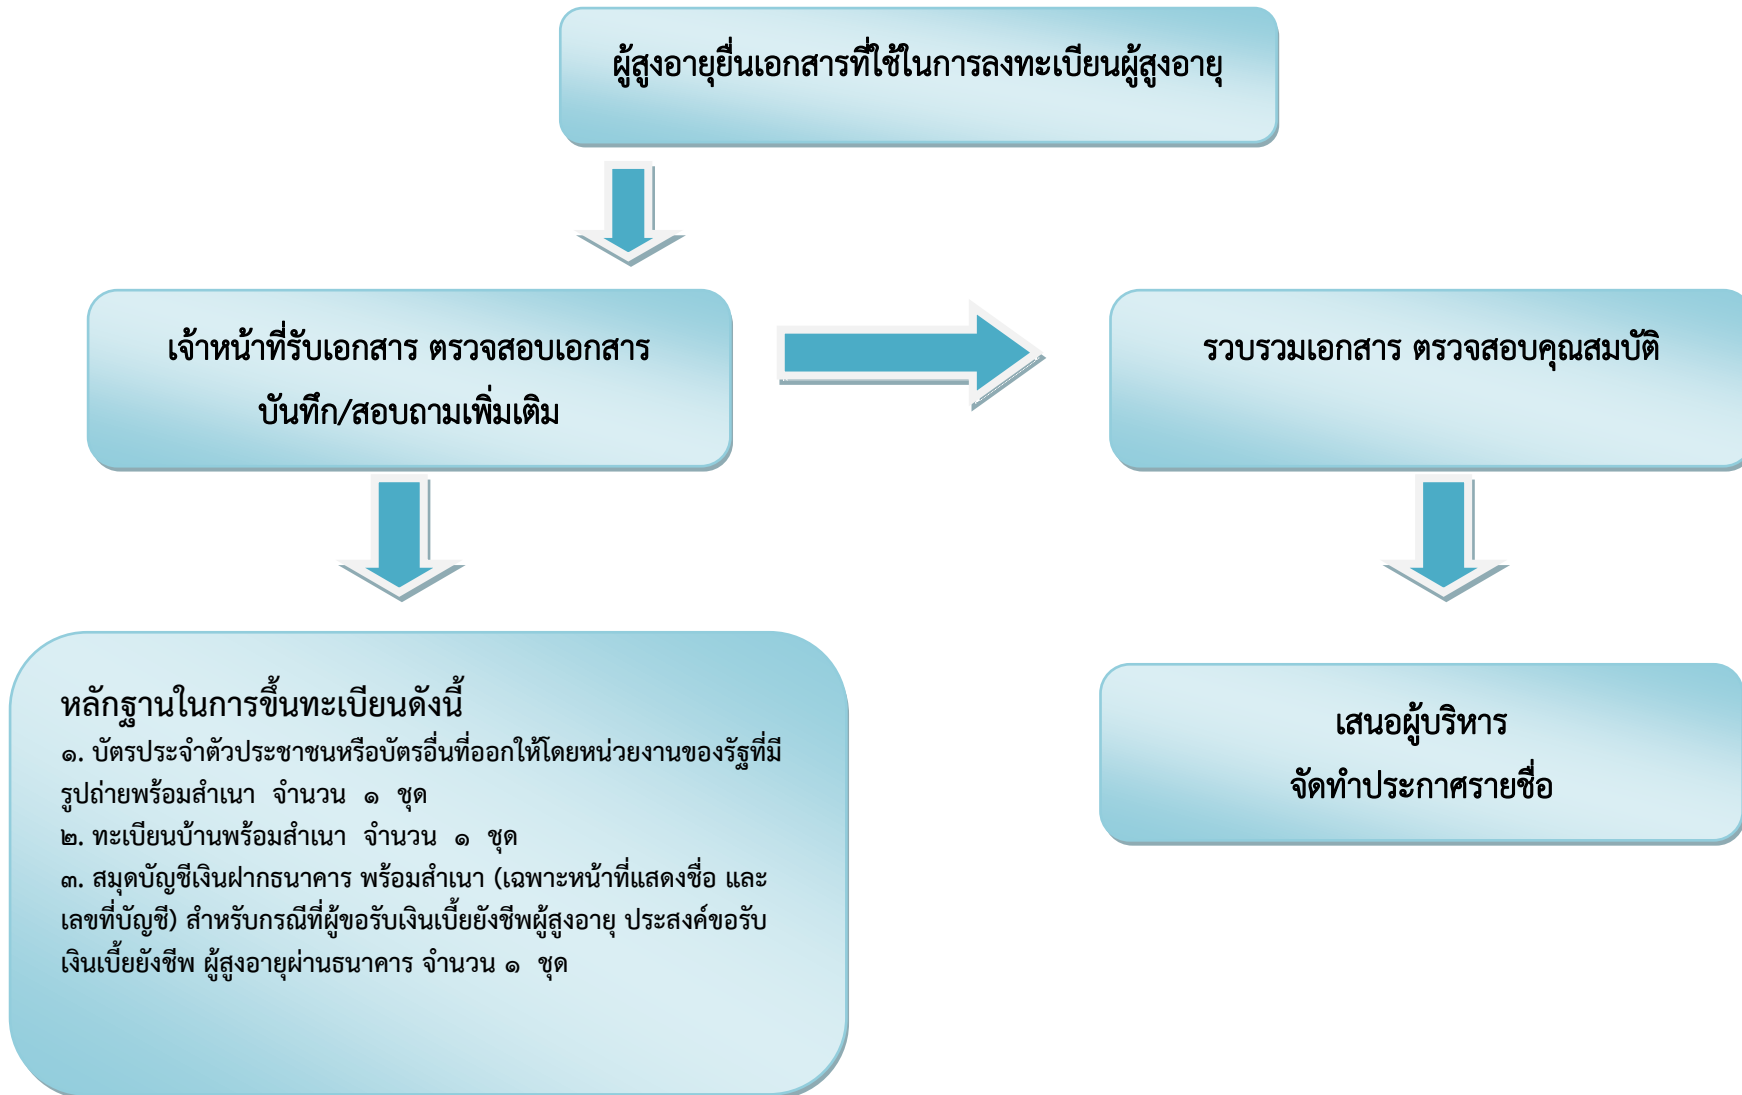 ผู้สูงอายุยื่นเอกสารที่ใช้ในการลงทะเบียนผู้สูงอายุ
เจ้าหน้าที่รับเอกสาร ตรวจสอบเอกสาร
บันทึก/สอบถามเพิ่มเติม
รวบรวมเอกสาร ตรวจสอบคุณสมบัติ
หลักฐานในการขึ้นทะเบียนดังนี้
๑. บัตรประจำตัวประชาชนหรือบัตรอื่นที่ออกให้โดยหน่วยงานของรัฐที่มี
รูปถ่ายพร้อมสำเนา จำนวน ๑ ชุด
๒. ทะเบียนบ้านพร้อมสำเนา จำนวน ๑ ชุด
๓. สมุดบัญชีเงินฝากธนาคาร พร้อมสำเนา (เฉพาะหน้าที่แสดงชื่อ และ
เลขที่บัญชี) สำหรับกรณีที่ผู้ขอรับเงินเบี้ยยังชีพผู้สูงอายุ ประสงค์ขอรับ
เงินเบี้ยยังชีพ ผู้สูงอายุผ่านธนาคาร จำนวน ๑ ชุด
เสนอผู้บริหาร
จัดทำประกาศรายชื่อ